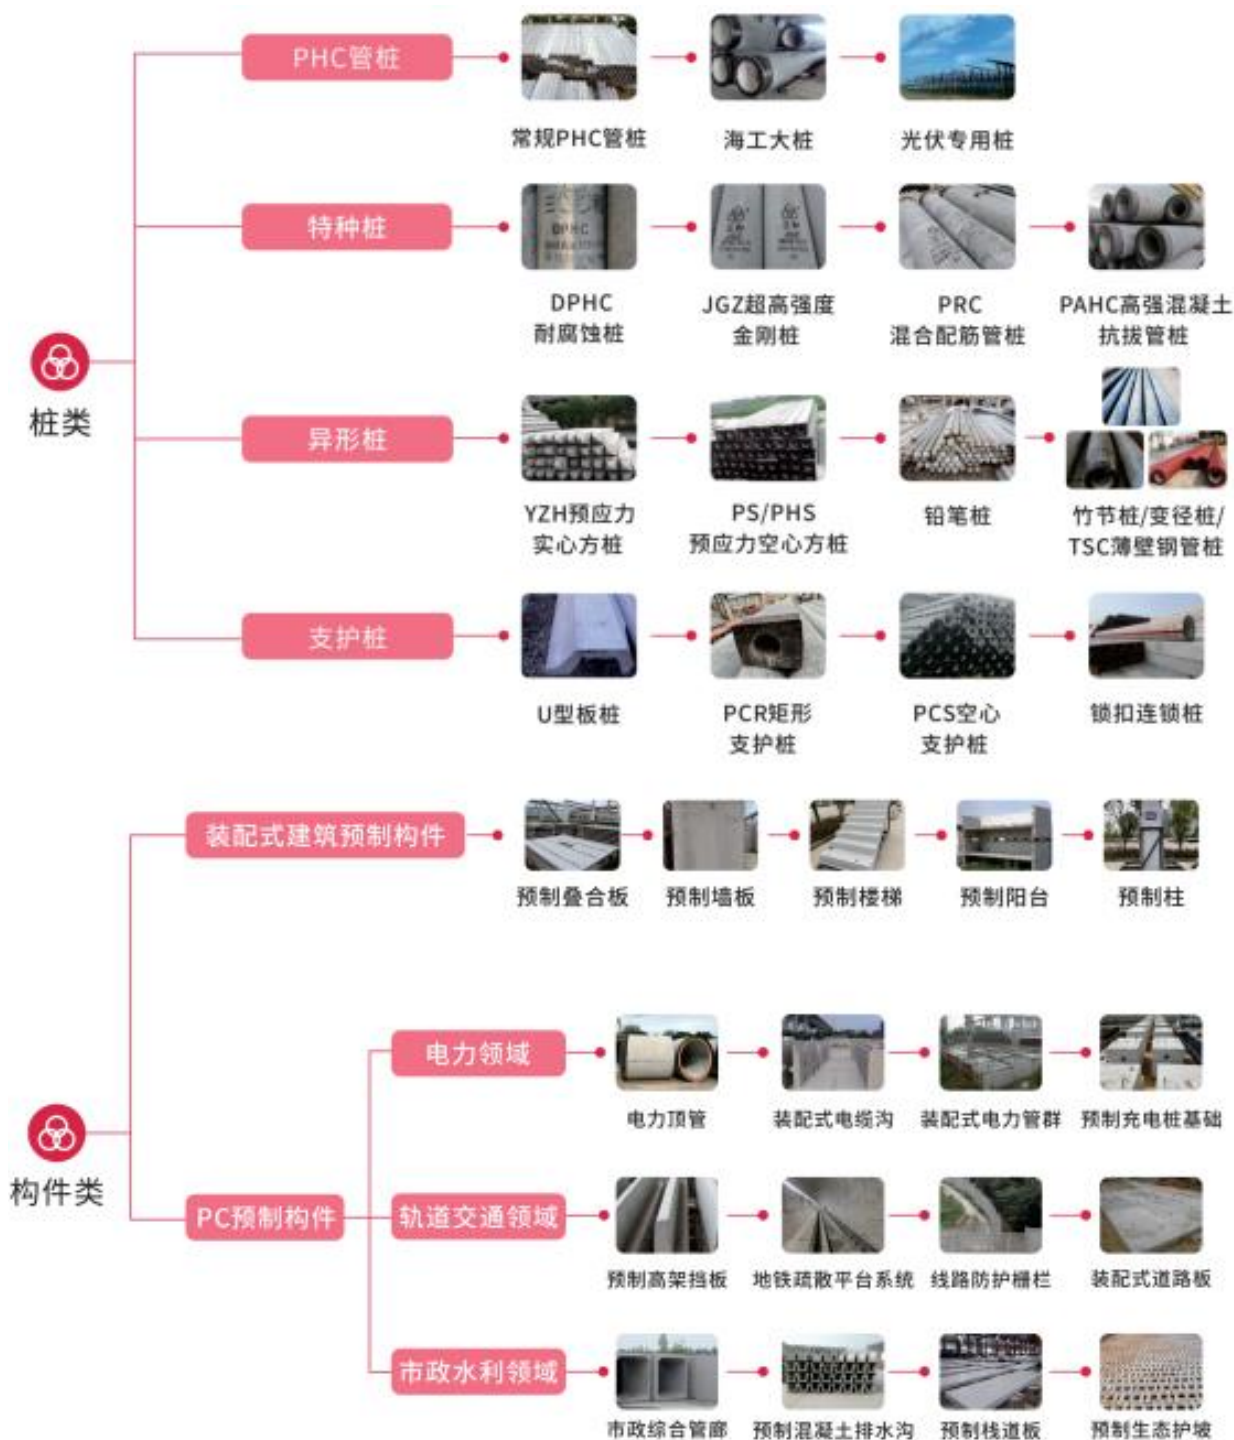 PHC管桩
常规PHC管桩
海工大桩
光伏专用桩
特种桩
DPHC
DPHC
耐腐蚀桩
JGZ超高强度
金刚桩
PRC
混合配筋管桩
PAHC高强混凝土
抗拔管桩
桩类
异形桩
YZH预应力
实心方桩
PS/PHS
预应力空心方桩
铅笔桩
竹节桩/变径桩/
TSC薄壁钢管桩
支护桩
U型板桩
PCR矩形
支护桩
PCS空心
支护桩
锁扣连锁桩
装配式建筑预制构件
预制叠合板
预制墙板
预制楼梯
预制阳台
预制柱
构件类
PC预制构件
电力领域
电力顶管
装配式电缆沟
装配式电力管群
预制充电桩基础
轨道交通领域
预制高架挡板
地铁疏散平台系统
线路防护栅栏
装配式道路板
市政水利领域
市政综合管廊
预制混凝土排水沟
预制栈道板
预制生态护坡